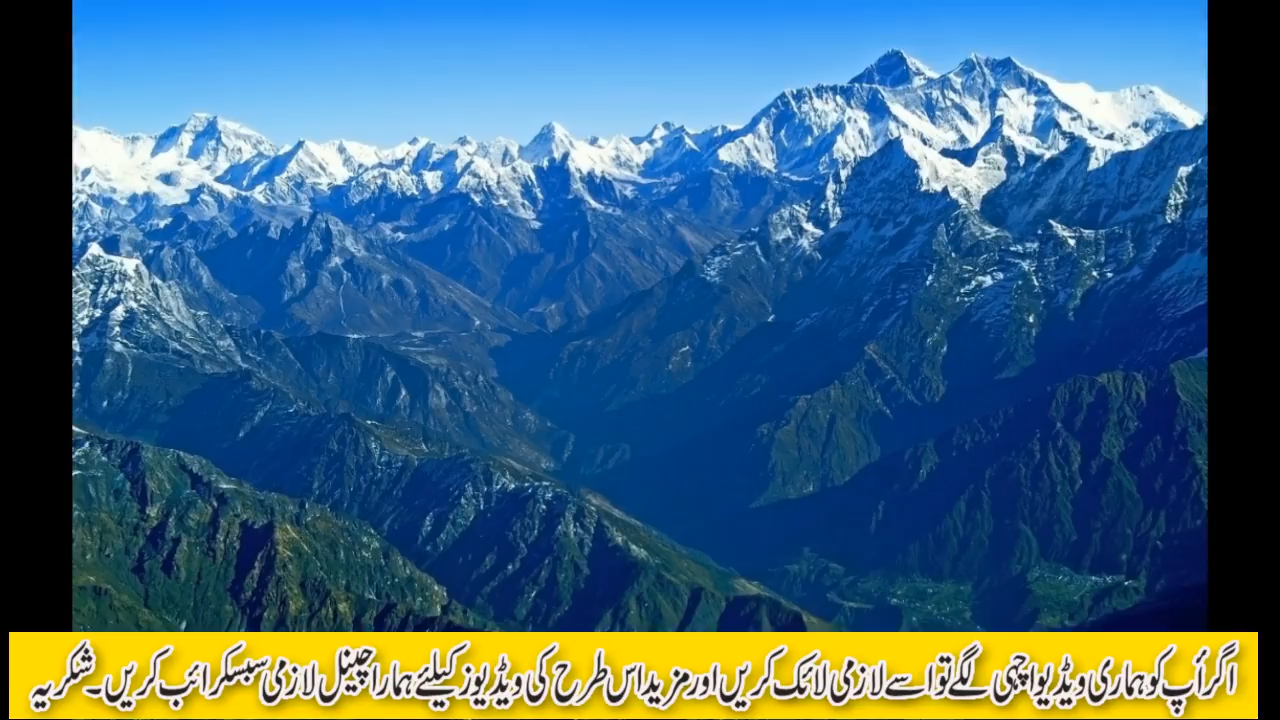 اگر أپ کو ہماری ویڈیو اچھی لگے تو اسے لازمی لائک کریں اور مزید اس طرح کی ویڈیوز کیلئے ہمارا چینل لازمی سبسکرائب کریں۔ شکریہ